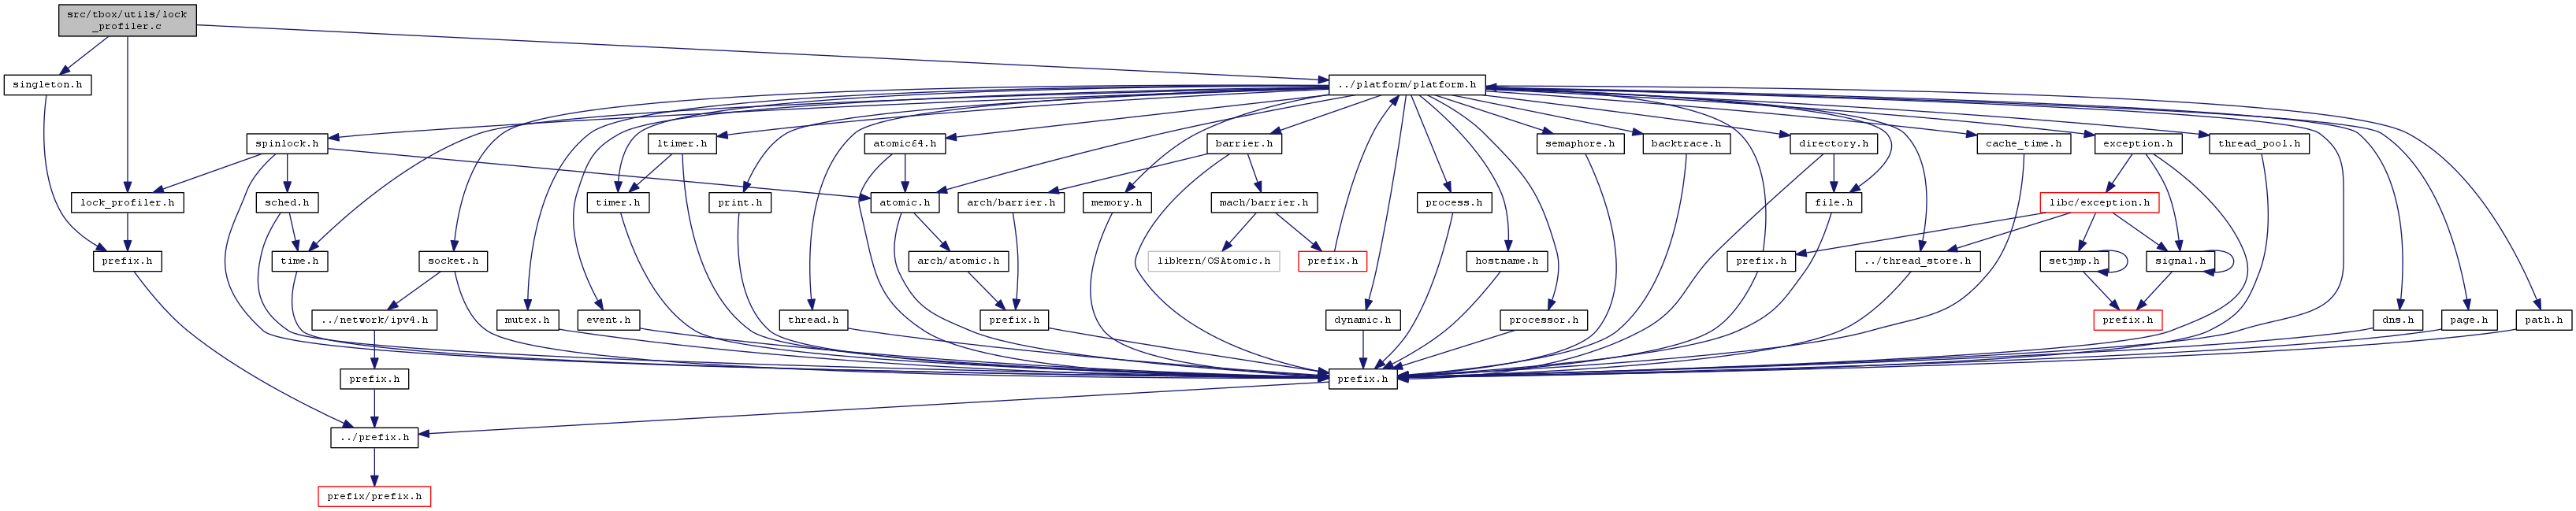 src/tbox/utils/lock
_profiler.c
singleton.h
../platform/platform.h
spinlock.h
ltimer.h
atomic64.h
barrier.h
semaphore.h
backtrace.h
directory.h
cache_time.h
exception.h
thread_pool.h
lock_profiler.h
sched.h
timer.h
print.h
atomic.h
arch/barrier.h
memory.h
mach/barrier.h
process.h
file.h
libc/exception.h
prefix.h
time.h
socket.h
arch/atomic.h
libkern/OSAtomic.h
prefix.h
hostname.h
prefix.h
../thread_store.h
setjmp.h
signal.h
../network/ipv4.h
mutex.h
event.h
thread.h
prefix.h
dynamic.h
processor.h
prefix.h
dns.h
page.h
path.h
prefix.h
prefix.h
../prefix.h
prefix/prefix.h